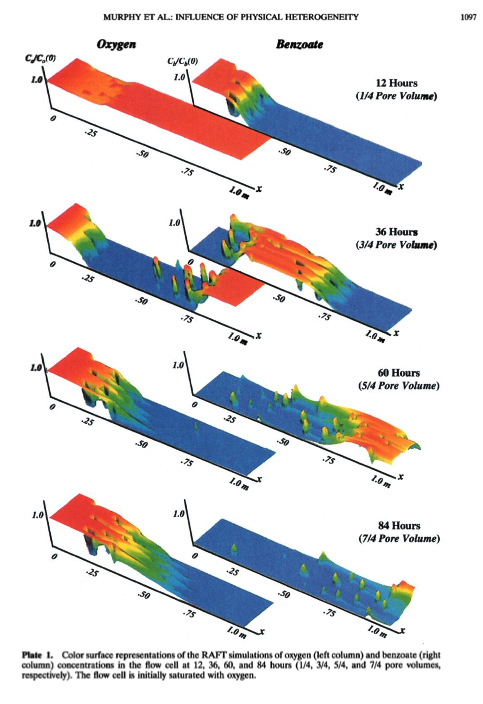 MURPHY ET AL.: INFLUENCE OF PHYSICAL HETEROGENEITY 1097
Oxygen Benzoate
Cₒ/Cₒ(0) C_b/C_b(0)
1.0 1.0
12 Hours
(1/4 Pore Volume)
0 .25 .50 .75 1.0 m x
.50 .75 1.0 m x
1.0 1.0
36 Hours
(3/4 Pore Volume)
0 .25 .50 .75 1.0 m x
0 .50 .75 1.0 m x
1.0 1.0
60 Hours
(5/4 Pore Volume)
0 .25 .50 .75 1.0 m x
0 .25 .50 .75 1.0 m x
1.0 1.0
84 Hours
(7/4 Pore Volume)
0 .25 .50 .75 1.0 m x
0 .25 .50 .75 1.0 m x
Plate 1. Color surface representations of the RAFT simulations of oxygen (left column) and benzoate (right
column) concentrations in the flow cell at 12, 36, 60, and 84 hours (1/4, 3/4, 5/4, and 7/4 pore volumes,
respectively). The flow cell is initially saturated with oxygen.